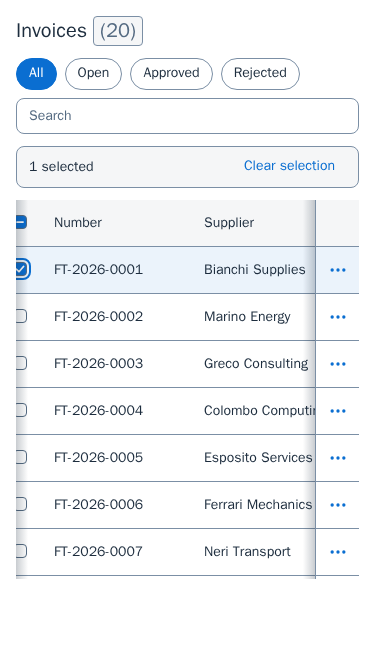 Invoices (20)
All Open Approved Rejected
Search
1 selected Clear selection
Number Supplier
FT-2026-0001 Bianchi Supplies
FT-2026-0002 Marino Energy
FT-2026-0003 Greco Consulting
FT-2026-0004 Colombo
FT-2026-0005 Esposito Services
FT-2026-0006 Ferrari Mechanics
FT-2026-0007 Neri Transport